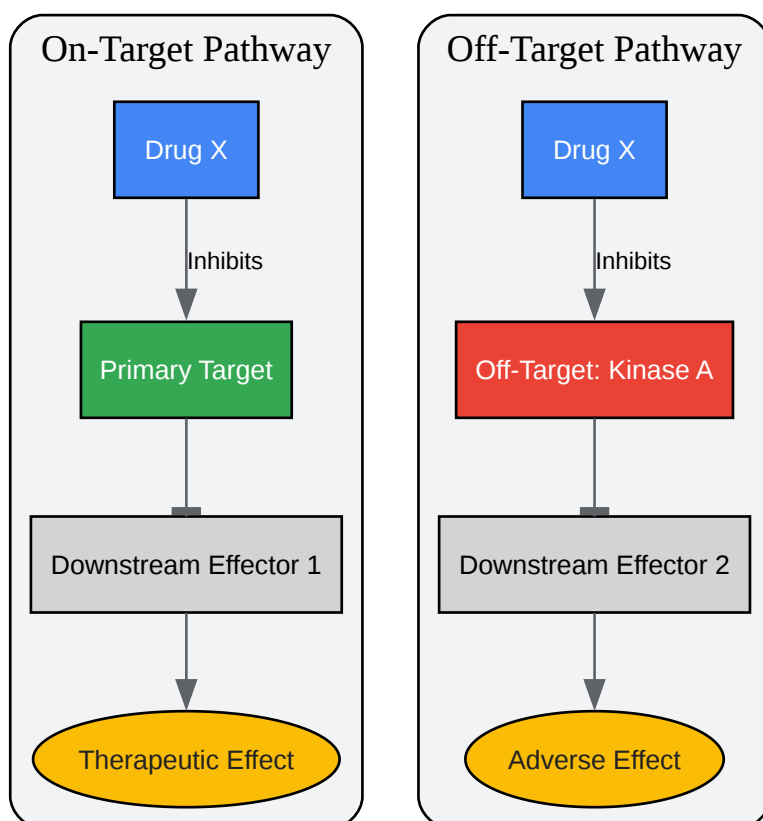 On-Target Pathway
Drug X
Inhibits
Primary Target
Downstream Effector 1
Therapeutic Effect
Off-Target Pathway
Drug X
Inhibits
Off-Target: Kinase A
Downstream Effector 2
Adverse Effect